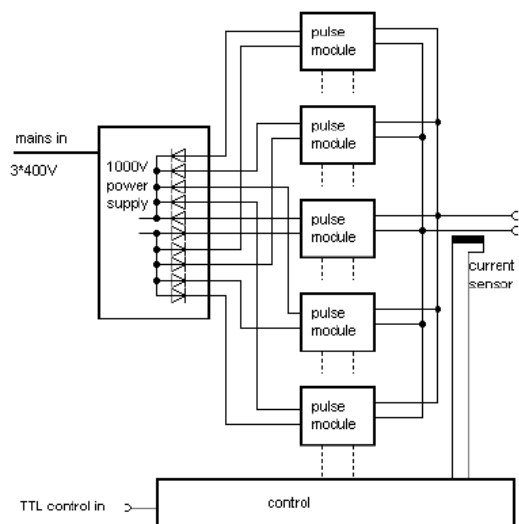 pulse
module
pulse
module
mains in
3*400V
1000V
power
supply
pulse
module
current
sensor
pulse
module
pulse
module
TTL control in
control